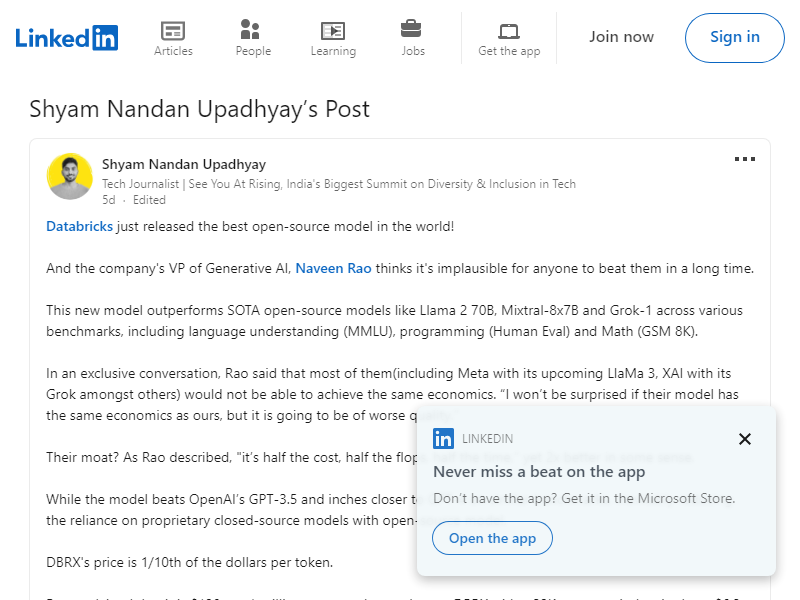 LinkedIn
Articles
People
Learning
Jobs
Get the app
Join now
Sign in
Shyam Nandan Upadhyay’s Post
Shyam Nandan Upadhyay
Tech Journalist | See You At Rising, India's Biggest Summit on Diversity & Inclusion in Tech
5d · Edited
Databricks just released the best open-source model in the world!
And the company's VP of Generative AI, Naveen Rao thinks it's implausible for anyone to beat them in a long time.
This new model outperforms SOTA open-source models like Llama 2 70B, Mixtral-8x7B and Grok-1 across various
benchmarks, including language understanding (MMLU), programming (Human Eval) and Math (GSM 8K).
In an exclusive conversation, Rao said that most of them(including Meta with its upcoming LlaMa 3, XAI with its
Grok amongst others) would not be able to achieve the same economics. “I won’t be surprised if their model has
the same economics as ours, but it is going to be of worse
Their moat? As Rao described, "it’s half the cost, half the flops,
While the model beats OpenAI’s GPT-3.5 and inches closer to
the reliance on proprietary closed-source models with open-
DBRX's price is 1/10th of the dollars per token.
in LINKEDIN
Never miss a beat on the app
Don’t have the app? Get it in the Microsoft Store.
Open the app